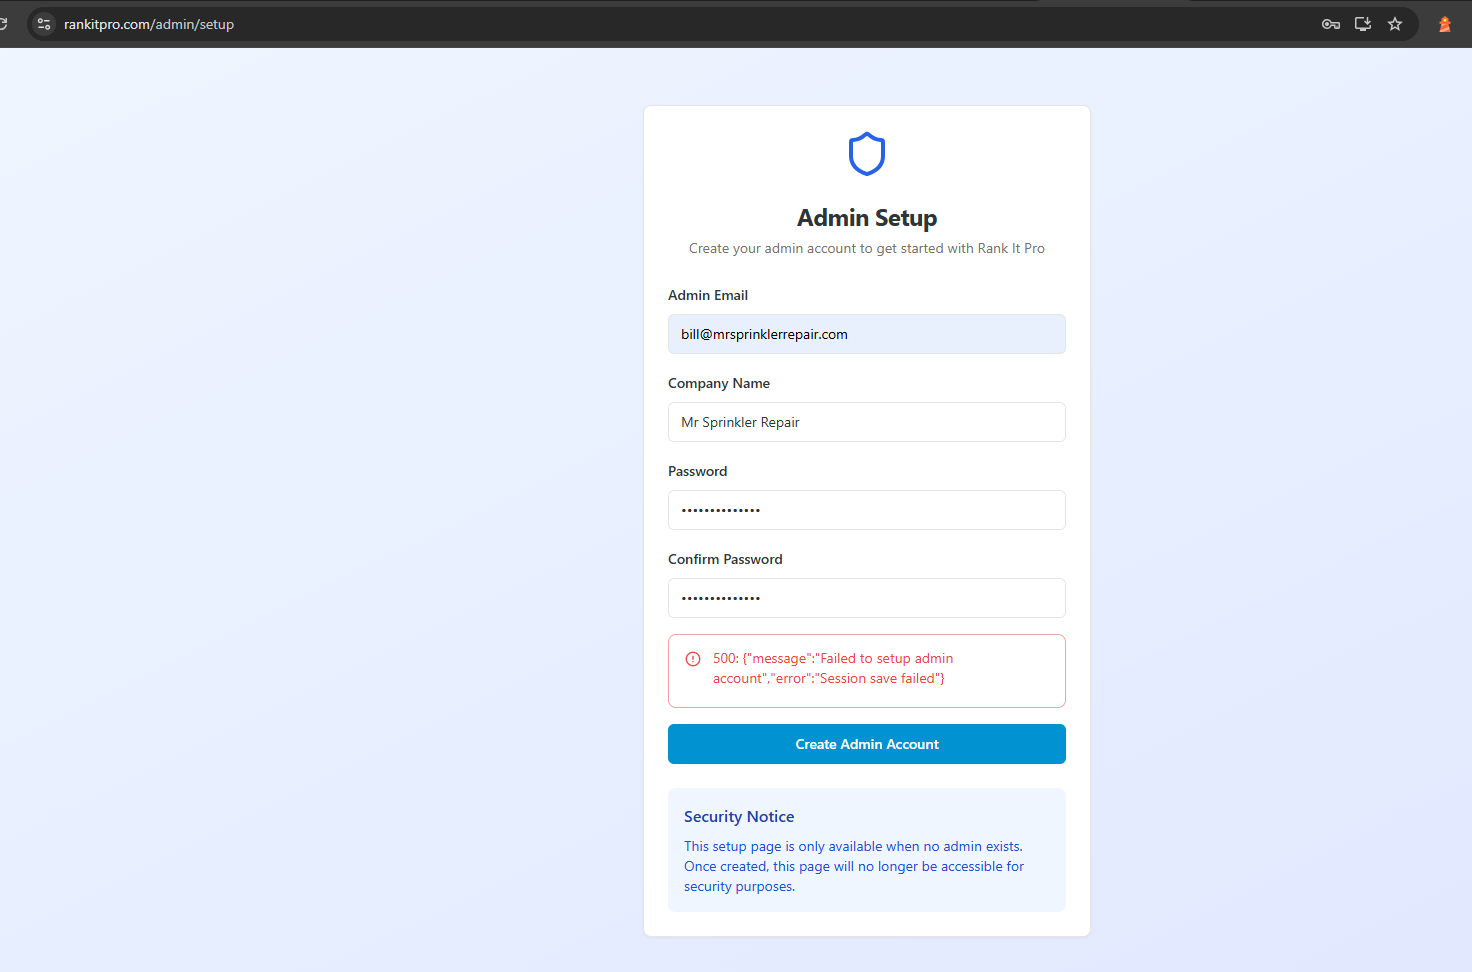 rankitpro.com/admin/setup
Admin Setup
Create your admin account to get started with Rank It Pro
Admin Email
bill@mrsprinklerrepair.com
Company Name
Mr Sprinkler Repair
Password
••••••••••••••
Confirm Password
••••••••••••••
500: {"message":"Failed to setup admin
account","error":"Session save failed"}
Create Admin Account
Security Notice
This setup page is only available when no admin exists.
Once created, this page will no longer be accessible for
security purposes.